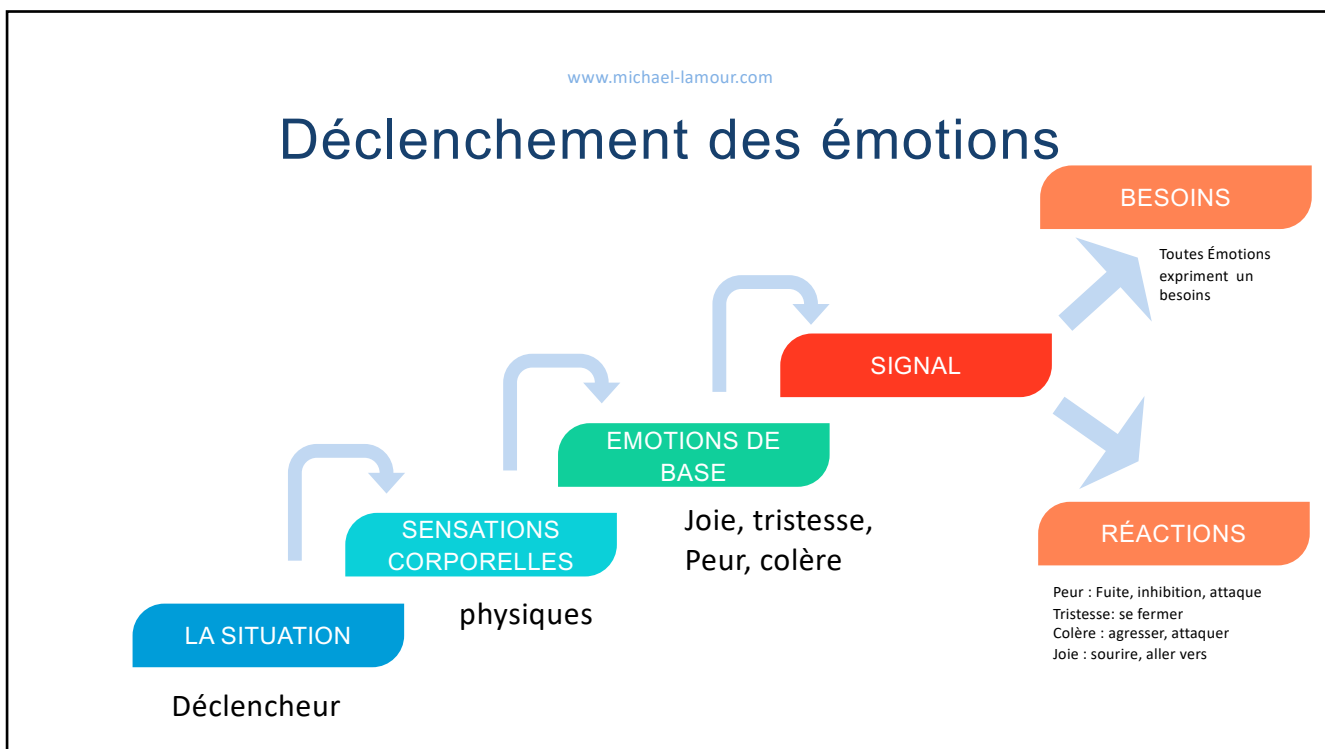 www.michael-lamour.com
Déclenchement des émotions
BESOINS
Toutes Émotions
expriment un
besoins
SIGNAL
EMOTIONS DE
BASE
Joie, tristesse,
Peur, colère
SENSATIONS
CORPORELLES
physiques
LA SITUATION
Déclencheur
RÉACTIONS
Peur : Fuite, inhibition, attaque
Tristesse: se fermer
Colère : agresser, attaquer
Joie : sourire, aller vers